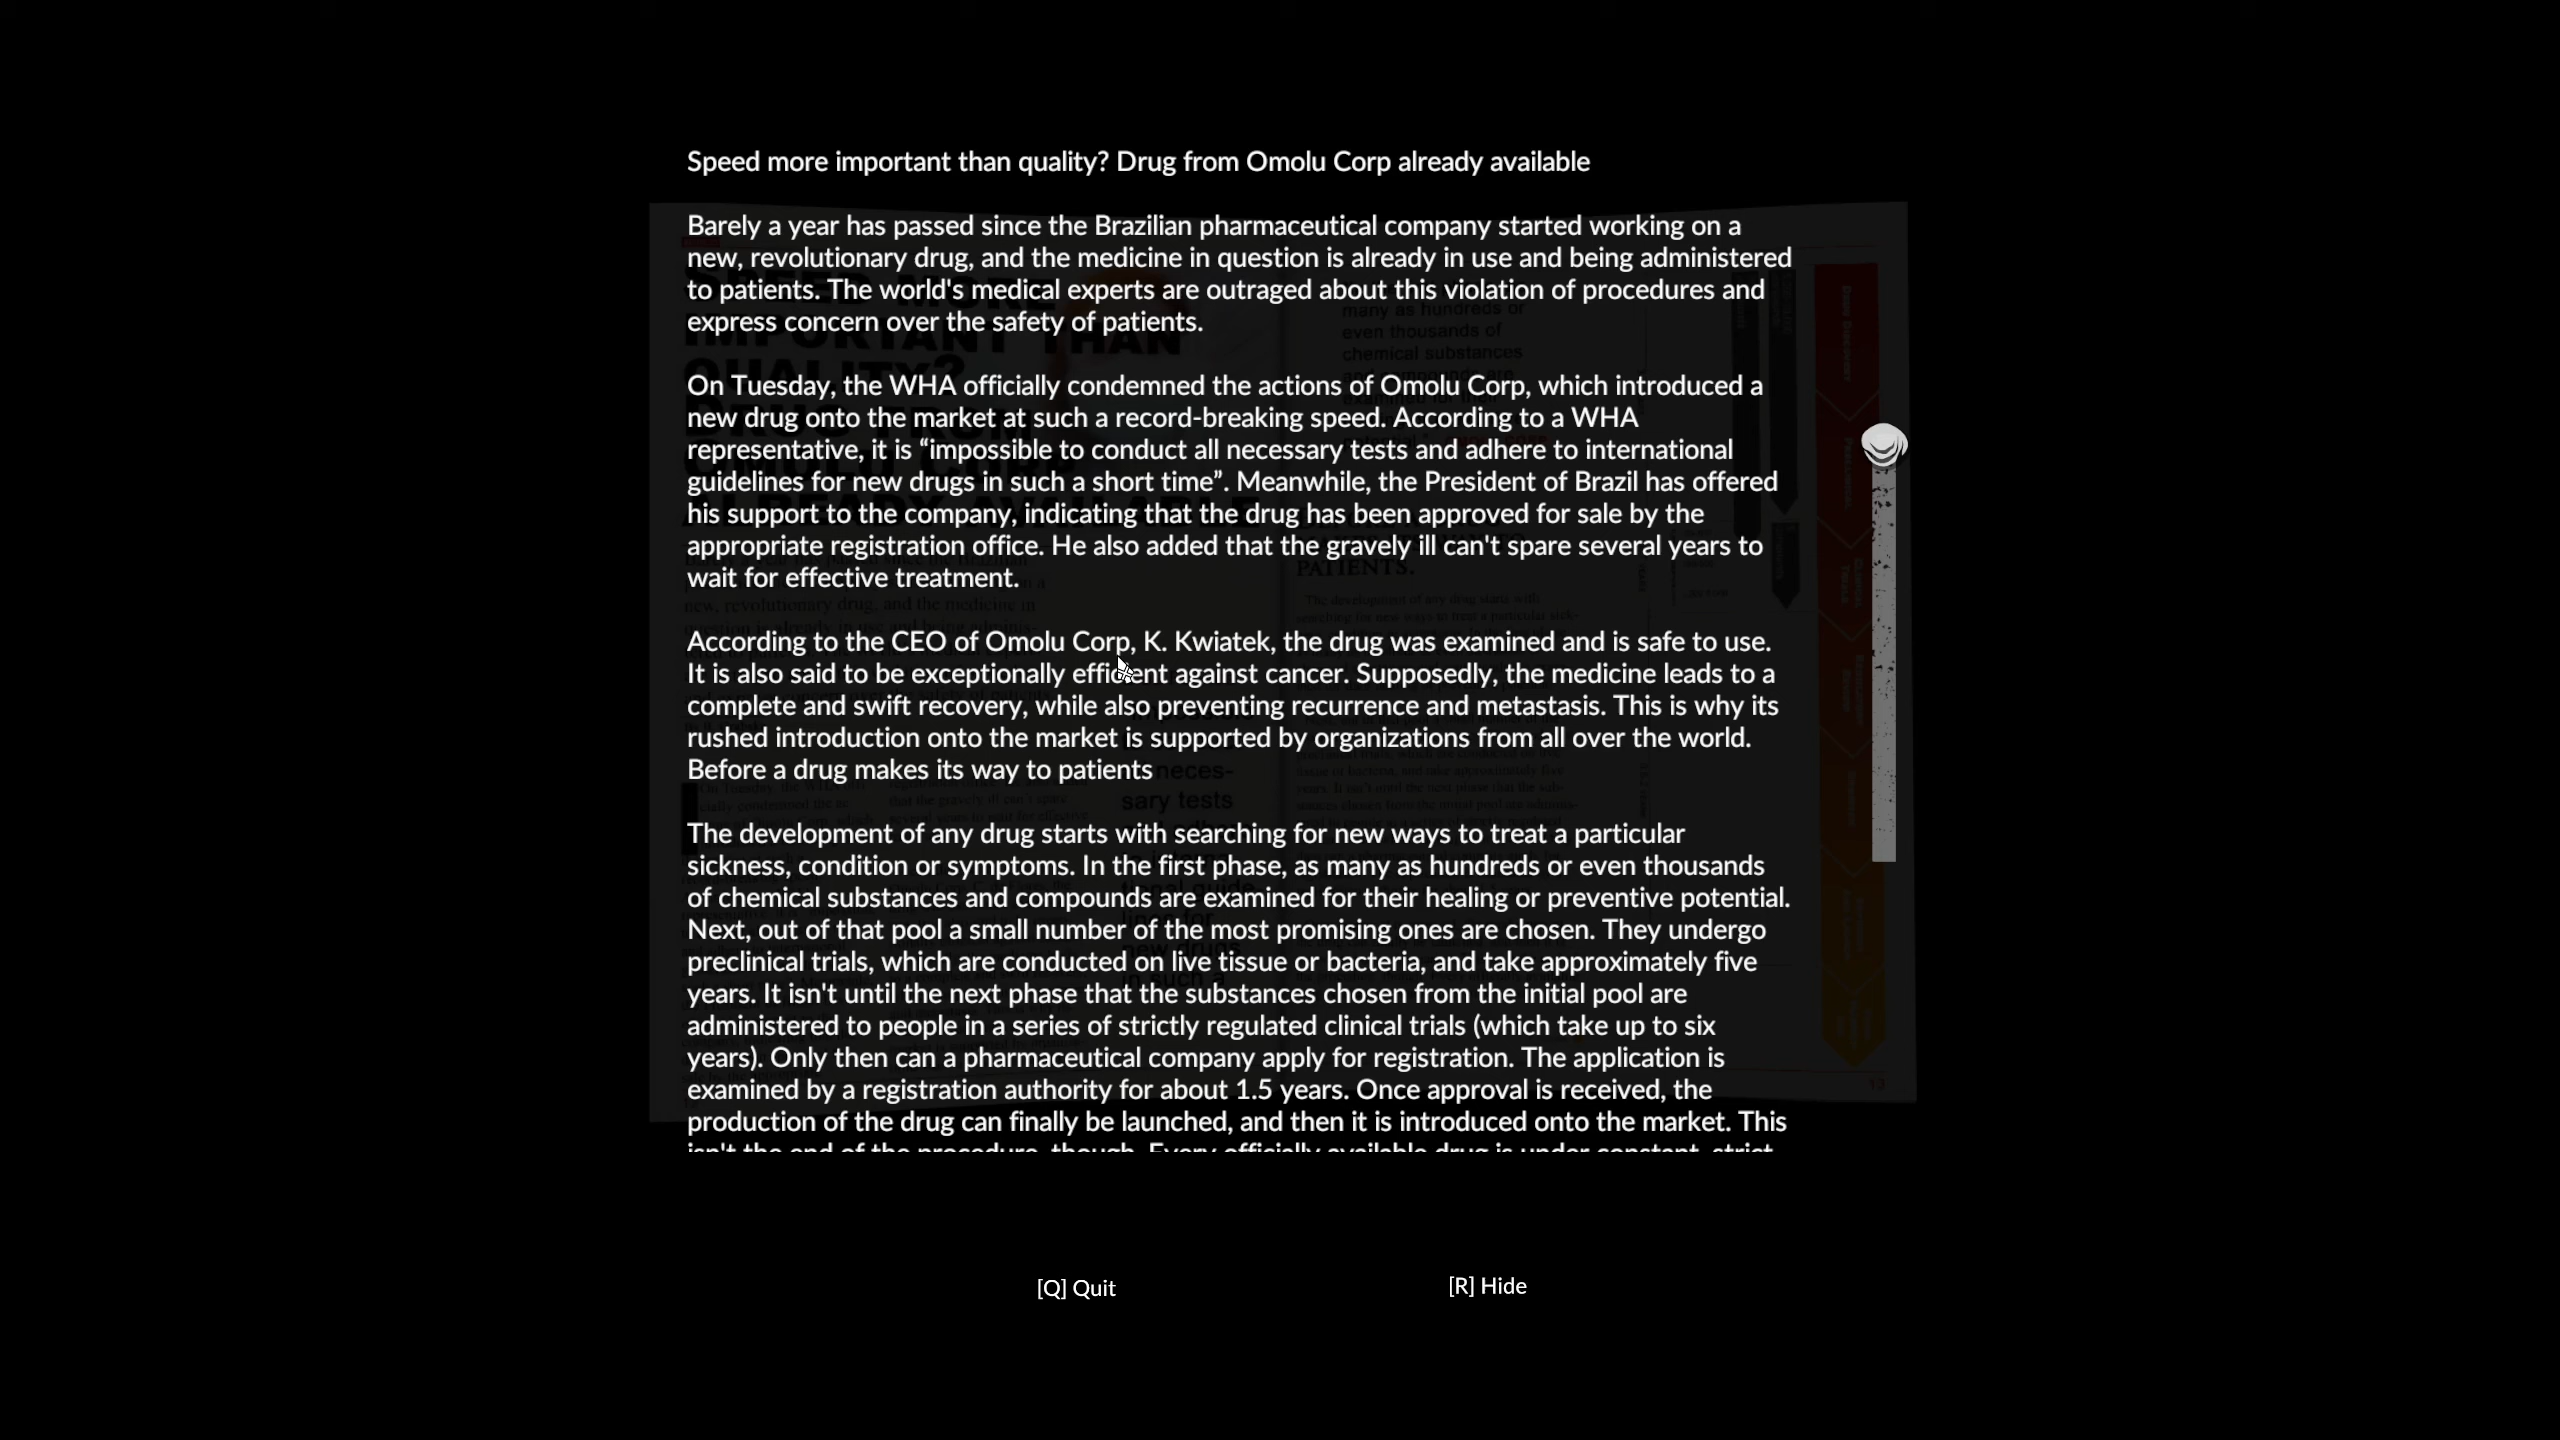 Speed more important than quality? Drug from Omolu Corp already available
Barely a year has passed since the Brazilian pharmaceutical company started working on a
new, revolutionary drug, and the medicine in question is already in use and being administered
to patients. The world's medical experts are outraged about this violation of procedures and
express concern over the safety of patients.
On Tuesday, the WHA officially condemned the actions of Omolu Corp, which introduced a
new drug onto the market at such a record-breaking speed. According to a WHA
representative, it is “impossible to conduct all necessary tests and adhere to international
guidelines for new drugs in such a short time”. Meanwhile, the President of Brazil has offered
his support to the company, indicating that the drug has been approved for sale by the
appropriate registration office. He also added that the gravely ill can't spare several years to
wait for effective treatment.
According to the CEO of Omolu Corp, K. Kwiatek, the drug was examined and is safe to use.
It is also said to be exceptionally efficient against cancer. Supposedly, the medicine leads to a
complete and swift recovery, while also preventing recurrence and metastasis. This is why its
rushed introduction onto the market is supported by organizations from all over the world.
Before a drug makes its way to patients
The development of any drug starts with searching for new ways to treat a particular
sickness, condition or symptoms. In the first phase, as many as hundreds or even thousands
of chemical substances and compounds are examined for their healing or preventive potential.
Next, out of that pool a small number of the most promising ones are chosen. They undergo
preclinical trials, which are conducted on live tissue or bacteria, and take approximately five
years. It isn't until the next phase that the substances chosen from the initial pool are
administered to people in a series of strictly regulated clinical trials (which take up to six
years). Only then can a pharmaceutical company apply for registration. The application is
examined by a registration authority for about 1.5 years. Once approval is received, the
production of the drug can finally be launched, and then it is introduced onto the market. This
isn't the end of the procedure, though. Every officially available drug is under constant, strict
[Q] Quit
[R] Hide